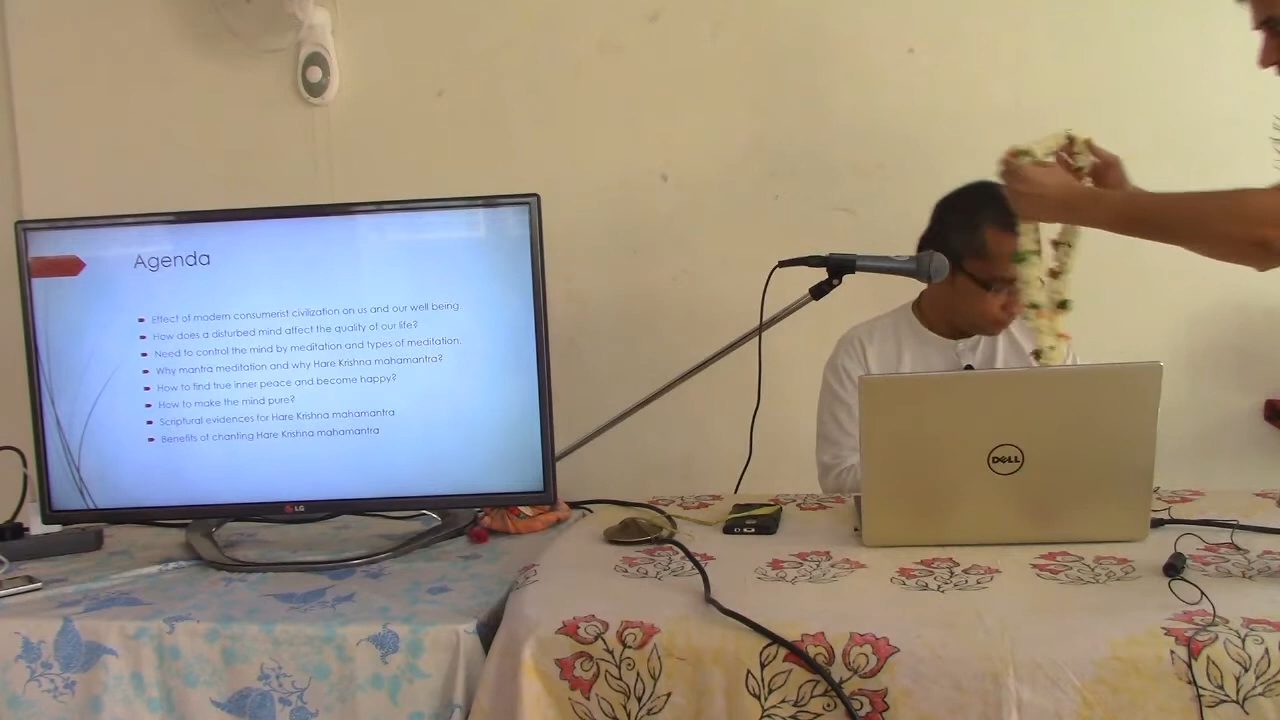 Agenda
Effect of modern consumerist civilization on us and our well being.
How does a disturbed mind affect the quality of our life?
Need to control the mind by meditation and types of meditation.
Why mantra meditation and why Hare Krishna mahamantra?
How to find true inner peace and become happy?
How to make the mind pure?
Scriptural evidences for Hare Krishna mahamantra
Benefits of chanting Hare Krishna mahamantra
LG
DELL